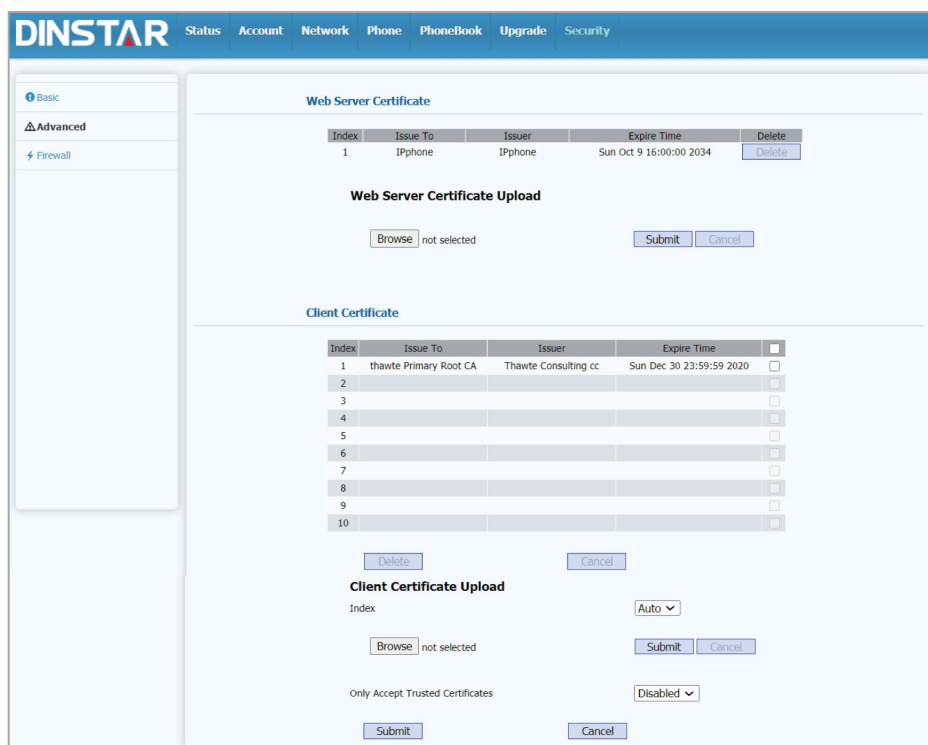 DINSTAR Status Account Network Phone PhoneBook Upgrade Security
Basic
Advanced
Firewall
Web Server Certificate
Index Issue To Issuer Expire Time Delete
1 IPphone IPphone Sun Oct 9 16:00:00 2034 Delete
Web Server Certificate Upload
Browse not selected Submit Cancel
Client Certificate
Index Issue To Issuer Expire Time
1 thawte Primary Root CA Thawte Consulting cc Sun Dec 30 23:59:59 2020
2
3
4
5
6
7
8
9
10
Delete Cancel
Client Certificate Upload
Index Auto
Browse not selected Submit Cancel
Only Accept Trusted Certificates Disabled
Submit Cancel